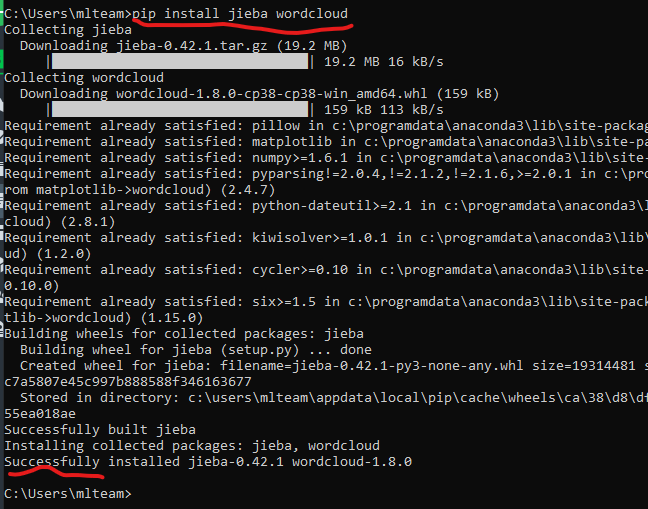 C:\Users\mlteam>pip install jieba wordcloud
Collecting jieba
  Downloading jieba-0.42.1.tar.gz (19.2 MB)
     |████████████████████████████████| 19.2 MB 16 kB/s
Collecting wordcloud
  Downloading wordcloud-1.8.0-cp38-cp38-win_amd64.whl (159 kB)
     |████████████████████████████████| 159 kB 113 kB/s
Requirement already satisfied: pillow in c:\programdata\anaconda3\lib\site-packag
Requirement already satisfied: matplotlib in c:\programdata\anaconda3\lib\site-pa
Requirement already satisfied: numpy>=1.6.1 in c:\programdata\anaconda3\lib\site-
Requirement already satisfied: pyparsing!=2.0.4,!=2.1.2,!=2.1.6,>=2.0.1 in c:\pro
rom matplotlib->wordcloud) (2.4.7)
Requirement already satisfied: python-dateutil>=2.1 in c:\programdata\anaconda3\l
cloud) (2.8.1)
Requirement already satisfied: kiwisolver>=1.0.1 in c:\programdata\anaconda3\lib\
ud) (1.2.0)
Requirement already satisfied: cycler>=0.10 in c:\programdata\anaconda3\lib\site-
0.10.0)
Requirement already satisfied: six>=1.5 in c:\programdata\anaconda3\lib\site-pack
tlib->wordcloud) (1.15.0)
Building wheels for collected packages: jieba
  Building wheel for jieba (setup.py) ... done
  Created wheel for jieba: filename=jieba-0.42.1-py3-none-any.whl size=19314481 s
c7a5807e45c997b888588f346163677
  Stored in directory: c:\users\mlteam\appdata\local\pip\cache\wheels\ca\38\d8\df
55ea018ae
Successfully built jieba
Installing collected packages: jieba, wordcloud
Successfully installed jieba-0.42.1 wordcloud-1.8.0
C:\Users\mlteam>